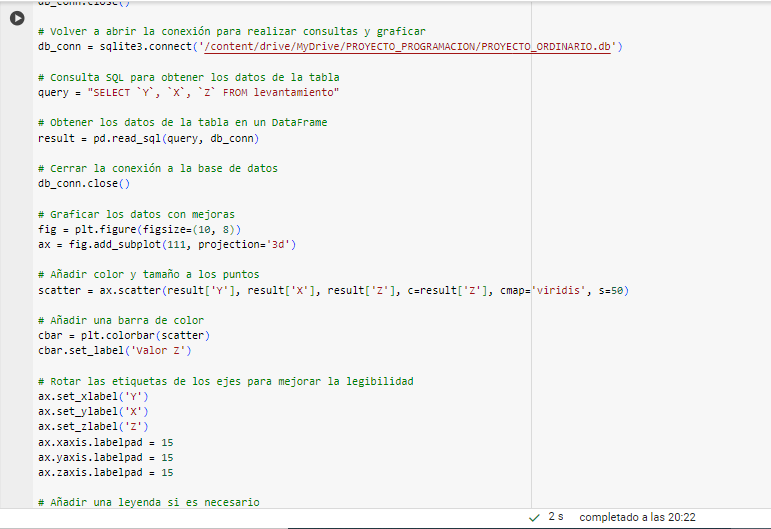 db_conn.close()
# Volver a abrir la conexión para realizar consultas y graficar
db_conn = sqlite3.connect('/content/drive/MyDrive/PROYECTO_PROGRAMACION/PROYECTO_ORDINARIO.db')
# Consulta SQL para obtener los datos de la tabla
query = "SELECT `Y`, `X`, `Z` FROM levantamiento"
# Obtener los datos de la tabla en un DataFrame
result = pd.read_sql(query, db_conn)
# Cerrar la conexión a la base de datos
db_conn.close()
# Graficar los datos con mejoras
fig = plt.figure(figsize=(10, 8))
ax = fig.add_subplot(111, projection='3d')
# Añadir color y tamaño a los puntos
scatter = ax.scatter(result['Y'], result['X'], result['Z'], c=result['Z'], cmap='viridis', s=50)
# Añadir una barra de color
cbar = plt.colorbar(scatter)
cbar.set_label('Valor Z')
# Rotar las etiquetas de los ejes para mejorar la legibilidad
ax.set_xlabel('Y')
ax.set_ylabel('X')
ax.set_zlabel('Z')
ax.xaxis.labelpad = 15
ax.yaxis.labelpad = 15
ax.zaxis.labelpad = 15
# Añadir una leyenda si es necesario
2 s completado a las 20:22